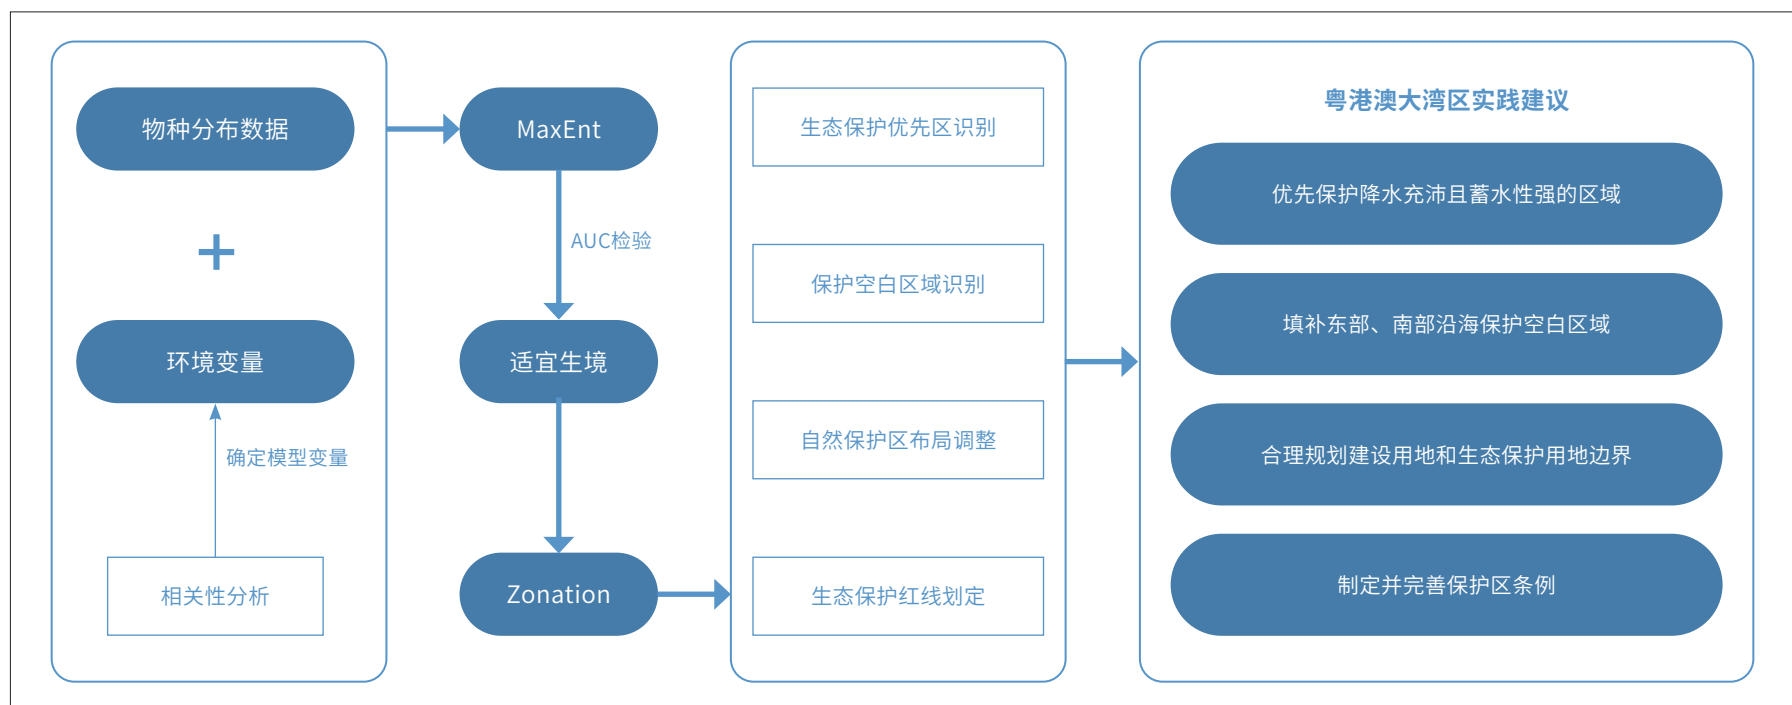 物种分布数据
环境变量
确定模型变量
相关性分析
MaxEnt
AUC检验
适宜生境
Zonation
生态保护优先区识别
保护空白区域识别
自然保护区布局调整
生态保护红线划定
粤港澳大湾区实践建议
优先保护降水充沛且蓄水性强的区域
填补东部、南部沿海保护空白区域
合理规划建设用地和生态保护用地边界
制定并完善保护区条例